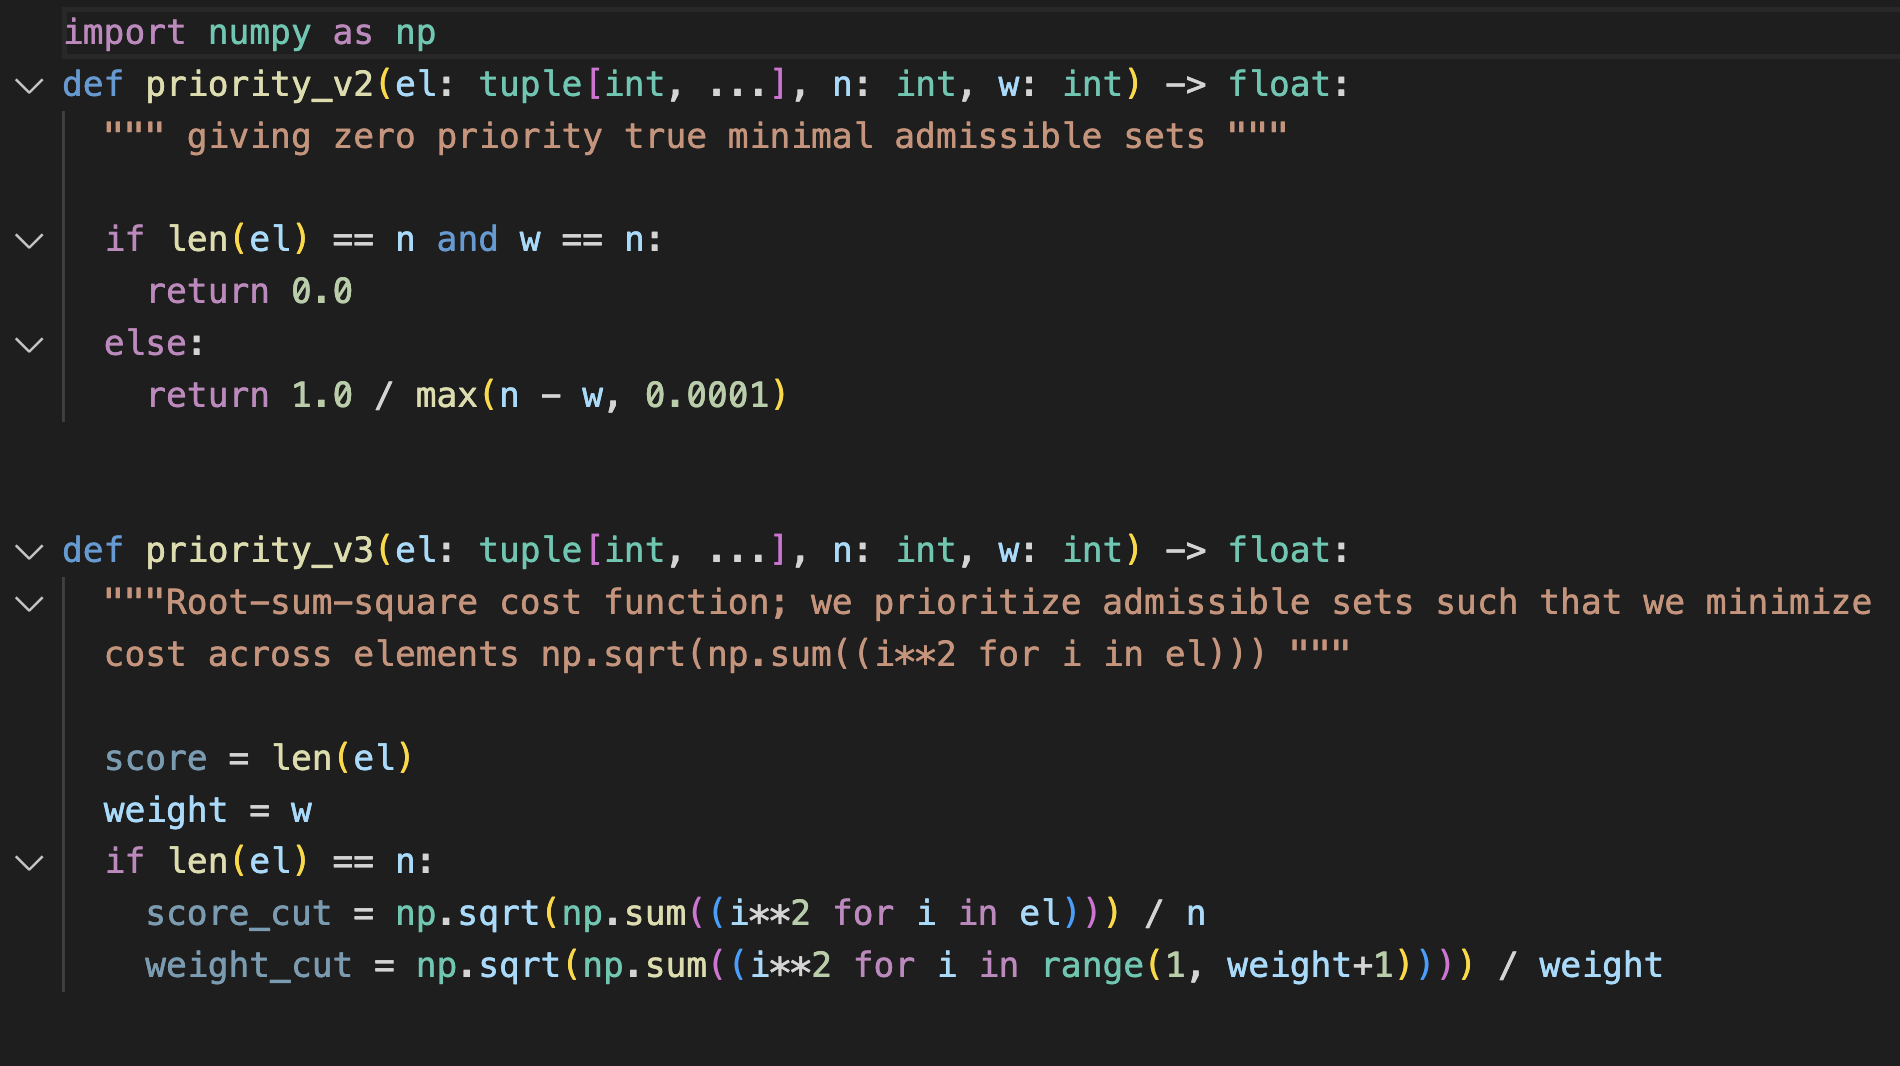 import numpy as np
def priority_v2(el: tuple[int, ...], n: int, w: int) -> float:
""" giving zero priority true minimal admissible sets """
if len(el) == n and w == n:
return 0.0
else:
return 1.0 / max(n - w, 0.0001)
def priority_v3(el: tuple[int, ...], n: int, w: int) -> float:
"""Root-sum-square cost function; we prioritize admissible sets such that we minimize
cost across elements np.sqrt(np.sum((i**2 for i in el))) """
score = len(el)
weight = w
if len(el) == n:
score_cut = np.sqrt(np.sum((i**2 for i in el))) / n
weight_cut = np.sqrt(np.sum((i**2 for i in range(1, weight+1)))) / weight